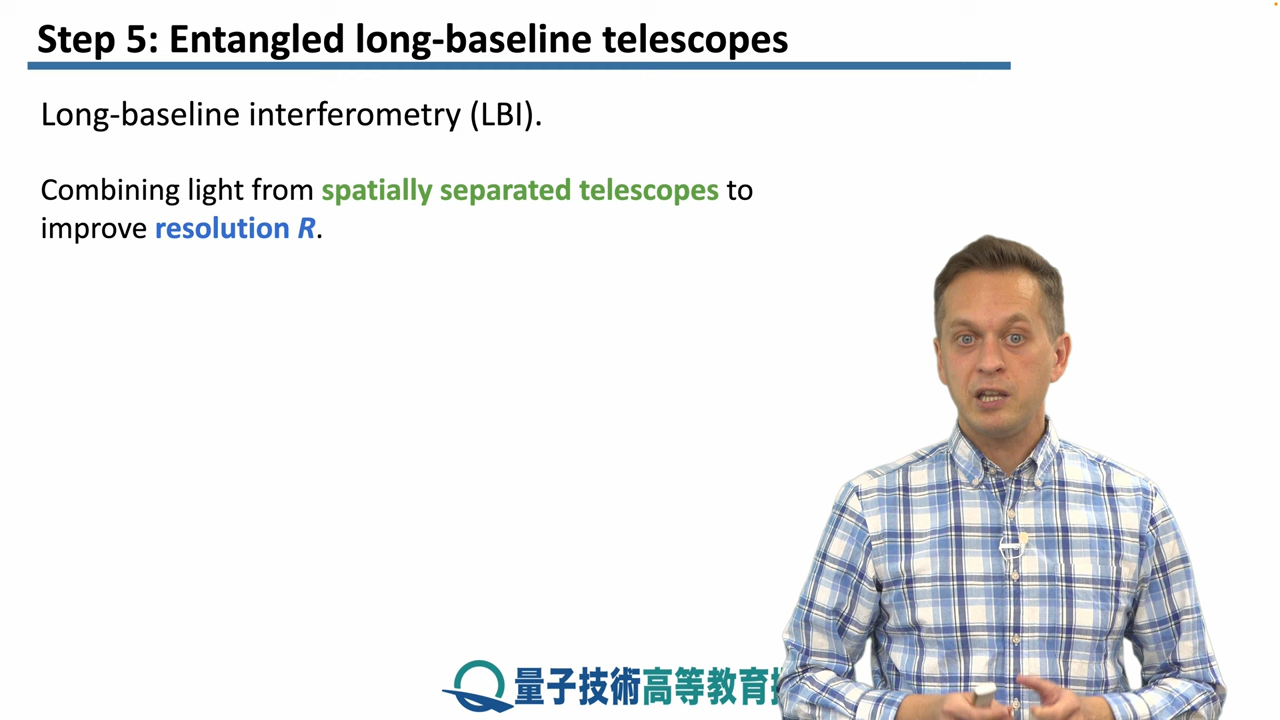 Step 5: Entangled long-baseline telescopes
Long-baseline interferometry (LBI).
Combining light from spatially separated telescopes to
improve resolution R.
量子技術高等教育